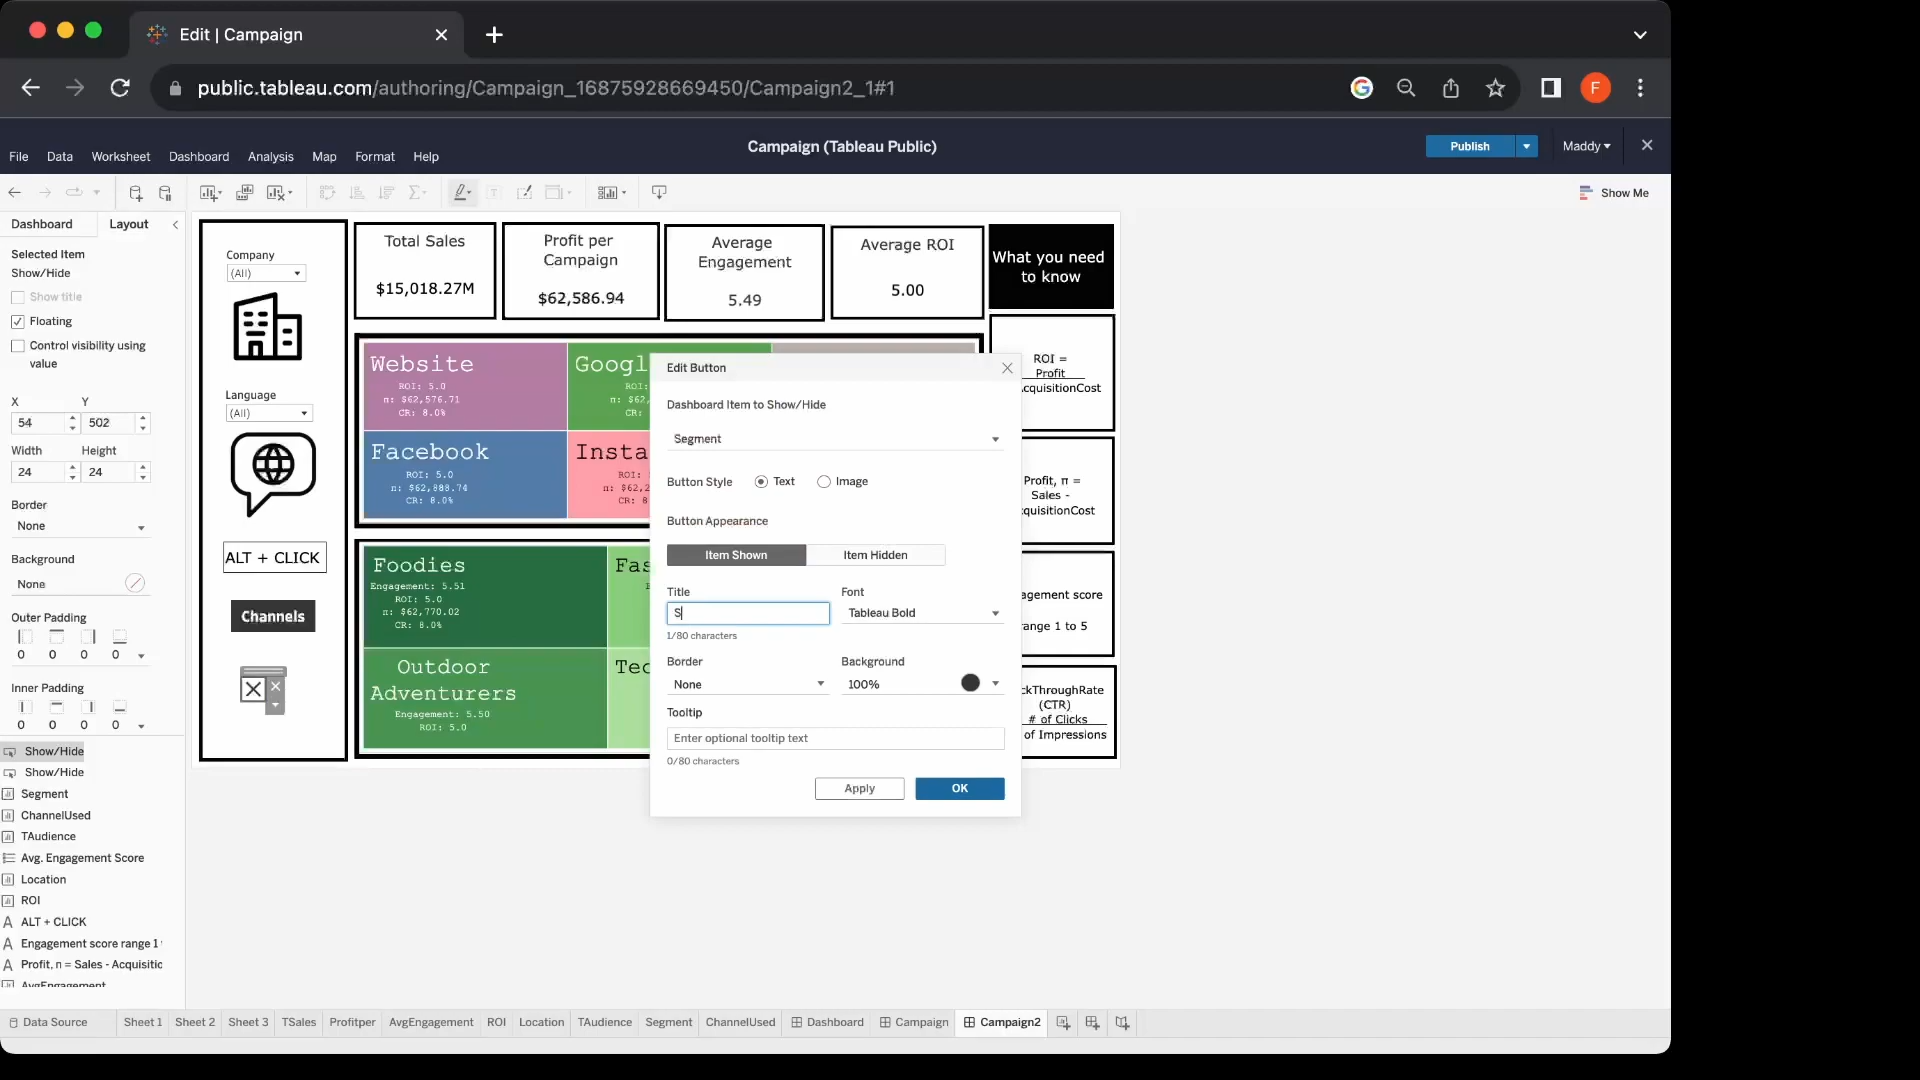 Edit | Campaign
public.tableau.com/authoring/Campaign_16875928669450/Campaign2_1#1
F
File Data Worksheet Dashboard Analysis Map Format Help
Campaign (Tableau Public)
Publish
Maddy
Show Me
Dashboard Layout
Selected Item
Show/Hide
Show title
Floating
Control visibility using
value
X Y
54 502
Width Height
24 24
Border
None
Background
None
Outer Padding
0 0 0 0
Inner Padding
0 0 0 0
Show/Hide
Show/Hide
Segment
ChannelUsed
TAudience
Avg. Engagement Score
Location
ROI
ALT + CLICK
Engagement score range 1
Profit, π = Sales - Acquisitic
AvgEngagement
Company
(All)
Language
(All)
ALT + CLICK
Channels
Total Sales
$15,018.27M
Profit per
Campaign
$62,586.94
Average
Engagement
5.49
Average ROI
5.00
What you need
to know
Website
ROI: 5.0
π: $62,576.71
CR: 8.0%
Googl
ROI:
π: $62,
CR:
Facebook
ROI: 5.0
π: $62,888.74
CR: 8.0%
Insta
ROI:
π: $62,2
CR: 8
Foodies
Engagement: 5.51
ROI: 5.0
π: $62,770.02
CR: 8.0%
Fas
Outdoor
Adventurers
Engagement: 5.50
ROI: 5.0
Tec
ROI =
Profit
cquisitionCost
Profit, π =
Sales -
quisitionCost
agement score
ange 1 to 5
ckThroughRate
(CTR)
# of Clicks
of Impressions
Edit Button
Dashboard Item to Show/Hide
Segment
Button Style Text Image
Button Appearance
Item Shown Item Hidden
Title Font
S Tableau Bold
1/80 characters
Border Background
None 100%
Tooltip
Enter optional tooltip text
0/80 characters
Apply OK
Data Source Sheet 1 Sheet 2 Sheet 3 TSales Profitper AvgEngagement ROI Location TAudience Segment ChannelUsed Dashboard Campaign Campaign2